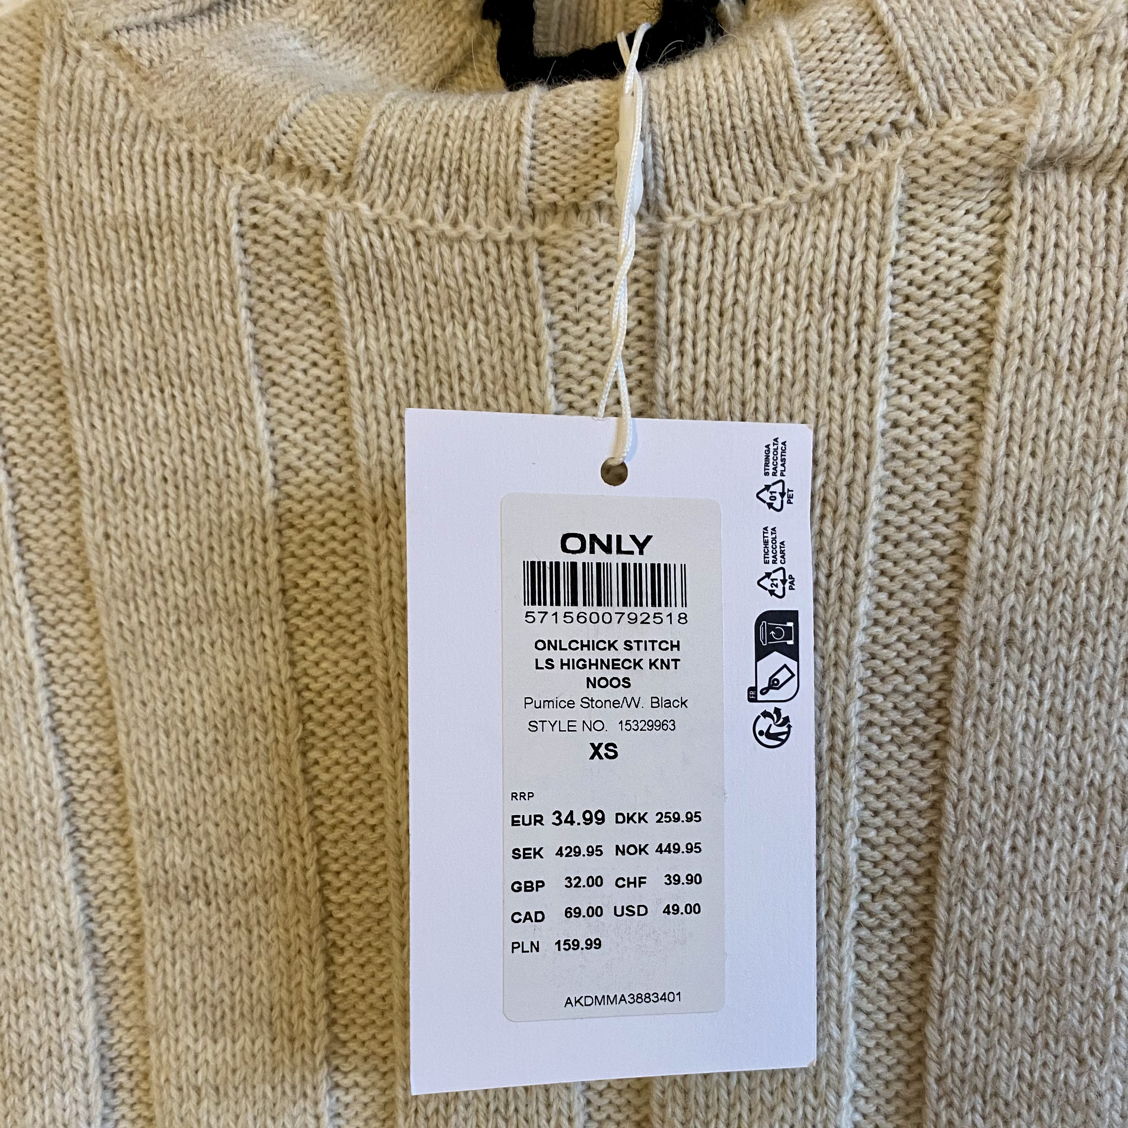 ONLY
5715600792518
ONLCHICK STITCH
LS HIGHNECK KNT
NOOS
Pumice Stone/W. Black
STYLE NO. 15329963
XS
RRP
EUR 34.99 DKK 259.95
SEK 429.95 NOK 449.95
GBP 32.00 CHF 39.90
CAD 69.00 USD 49.00
PLN 159.99
AKDMMA3883401
STRINGA
RACCOLTA
PLASTICA
01
PET
ETICHETTA
RACCOLTA
CARTA
21
PAP
FR